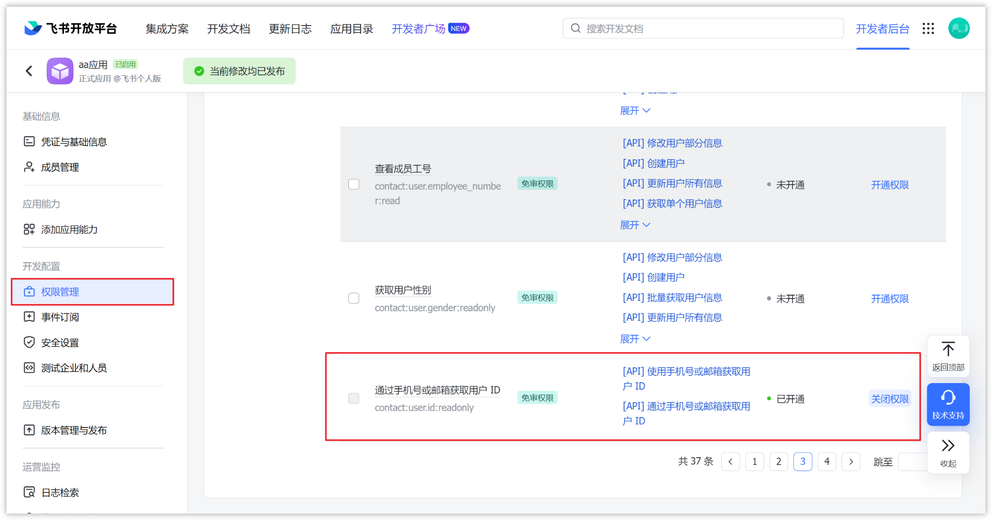 飞书开放平台
集成方案
开发文档
更新日志
应用目录
开发者广场 NEW
搜索开发文档
开发者后台
aa应用 已启用
正式应用 @飞书个人版
当前修改均已发布
基础信息
凭证与基础信息
成员管理
应用能力
添加应用能力
开发配置
权限管理
事件订阅
安全设置
测试企业和人员
应用发布
版本管理与发布
运营监控
日志检索
展开
查看成员工号
contact:user.employee_numbe
r:read
免审权限
[API] 修改用户部分信息
[API] 创建用户
[API] 更新用户所有信息
[API] 获取单个用户信息
展开
未开通
开通权限
获取用户性别
contact:user.gender:readonly
免审权限
[API] 修改用户部分信息
[API] 创建用户
[API] 批量获取用户信息
[API] 更新用户所有信息
展开
未开通
开通权限
通过手机号或邮箱获取用户 ID
contact:user.id:readonly
免审权限
[API] 使用手机号或邮箱获取用
户 ID
[API] 通过手机号或邮箱获取用
户 ID
已开通
关闭权限
共 37 条
1
2
3
4
跳至
返回顶部
技术支持
收起